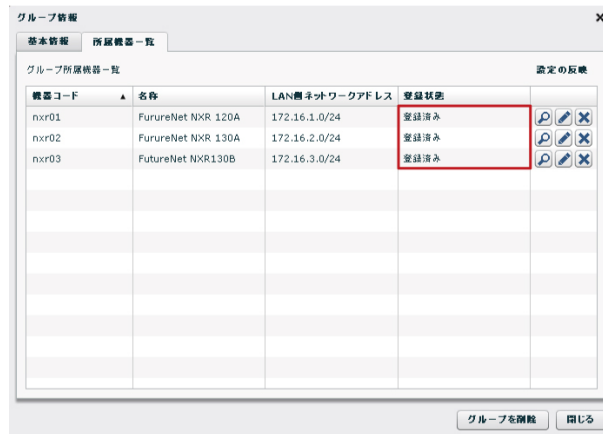 グループ情報
基本情報 所属機器一覧
グループ所属機器一覧 設定の反映
機器コード ▲ 名称 LAN側ネットワークアドレス 登録状態
nxr01 FurureNet NXR 120A 172.16.1.0/24 登録済み
nxr02 FurureNet NXR 130A 172.16.2.0/24 登録済み
nxr03 FutureNet NXR130B 172.16.3.0/24 登録済み
グループを削除 閉じる